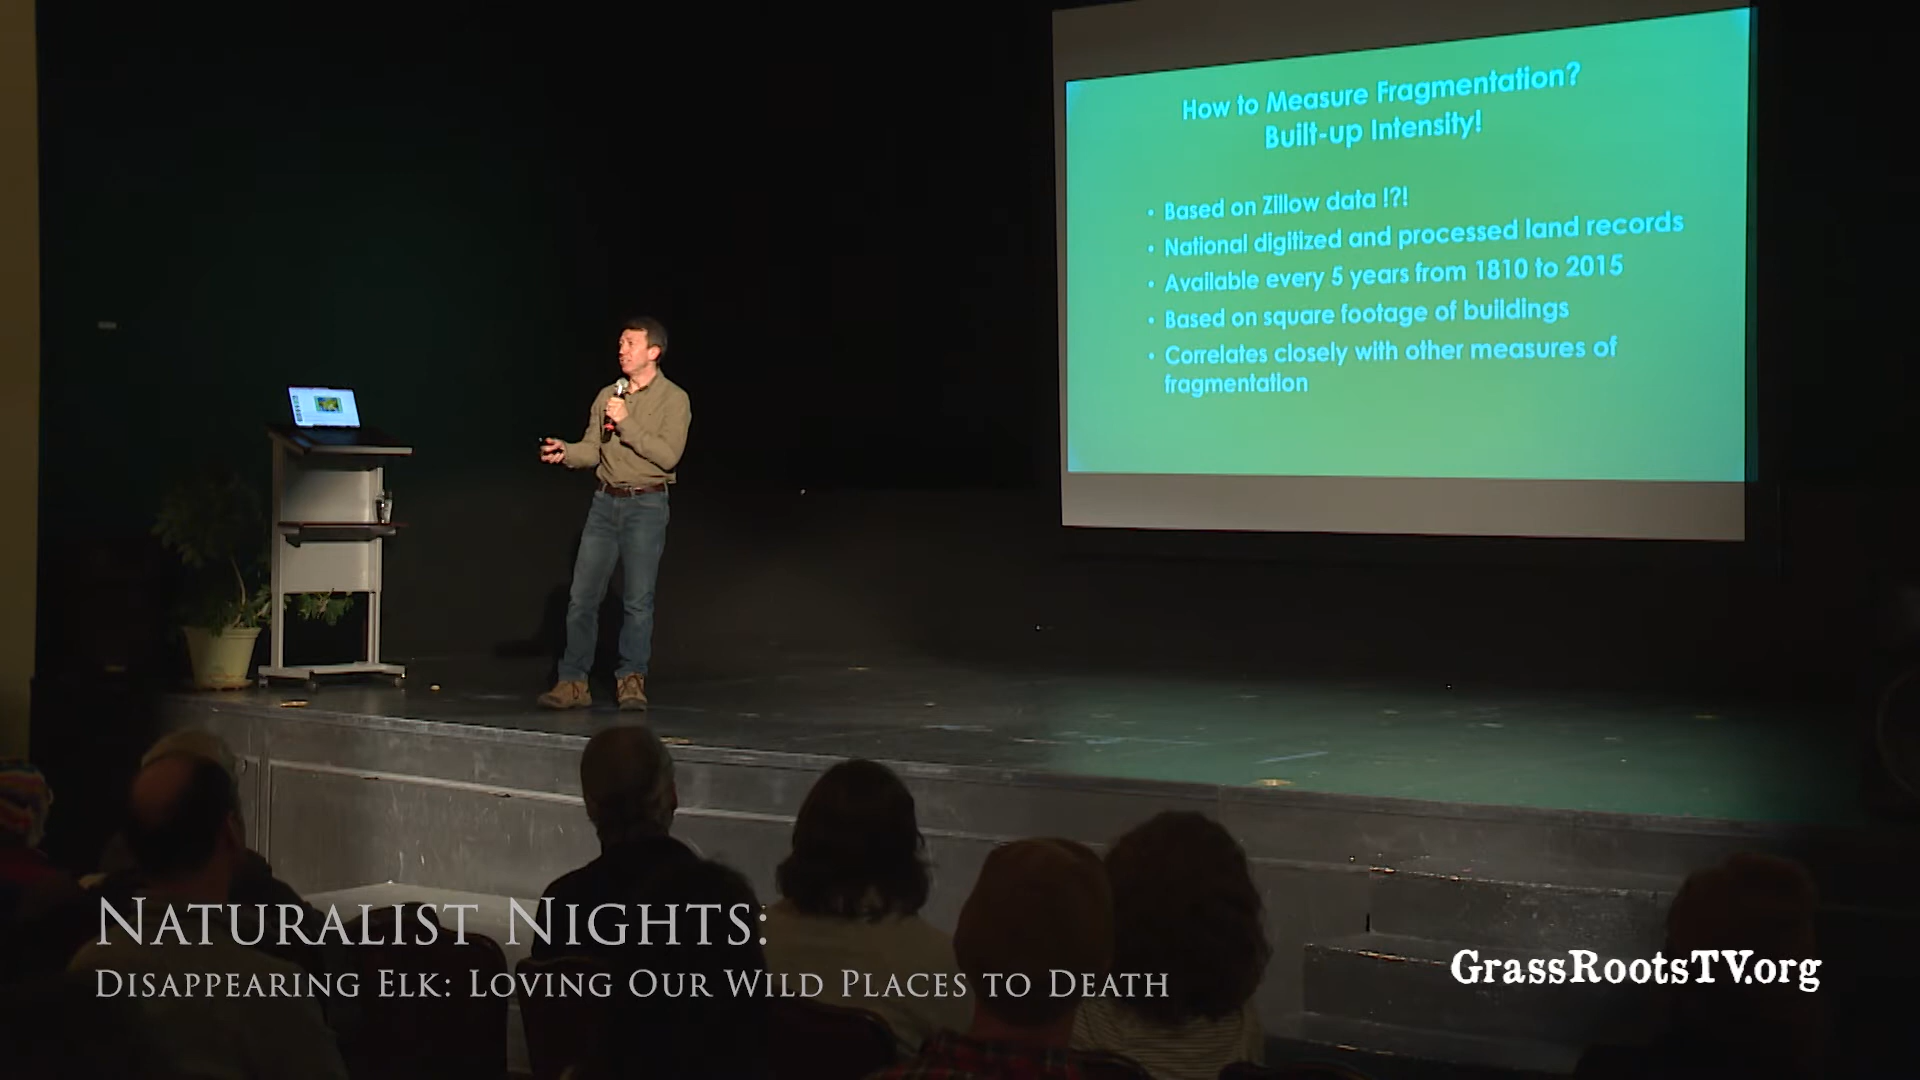 How to Measure Fragmentation?
Built-up Intensity!
• Based on Zillow data !?!
• National digitized and processed land records
• Available every 5 years from 1810 to 2015
• Based on square footage of buildings
• Correlates closely with other measures of
fragmentation
Naturalist Nights:
Disappearing Elk: Loving Our Wild Places to Death
GrassRootsTV.org